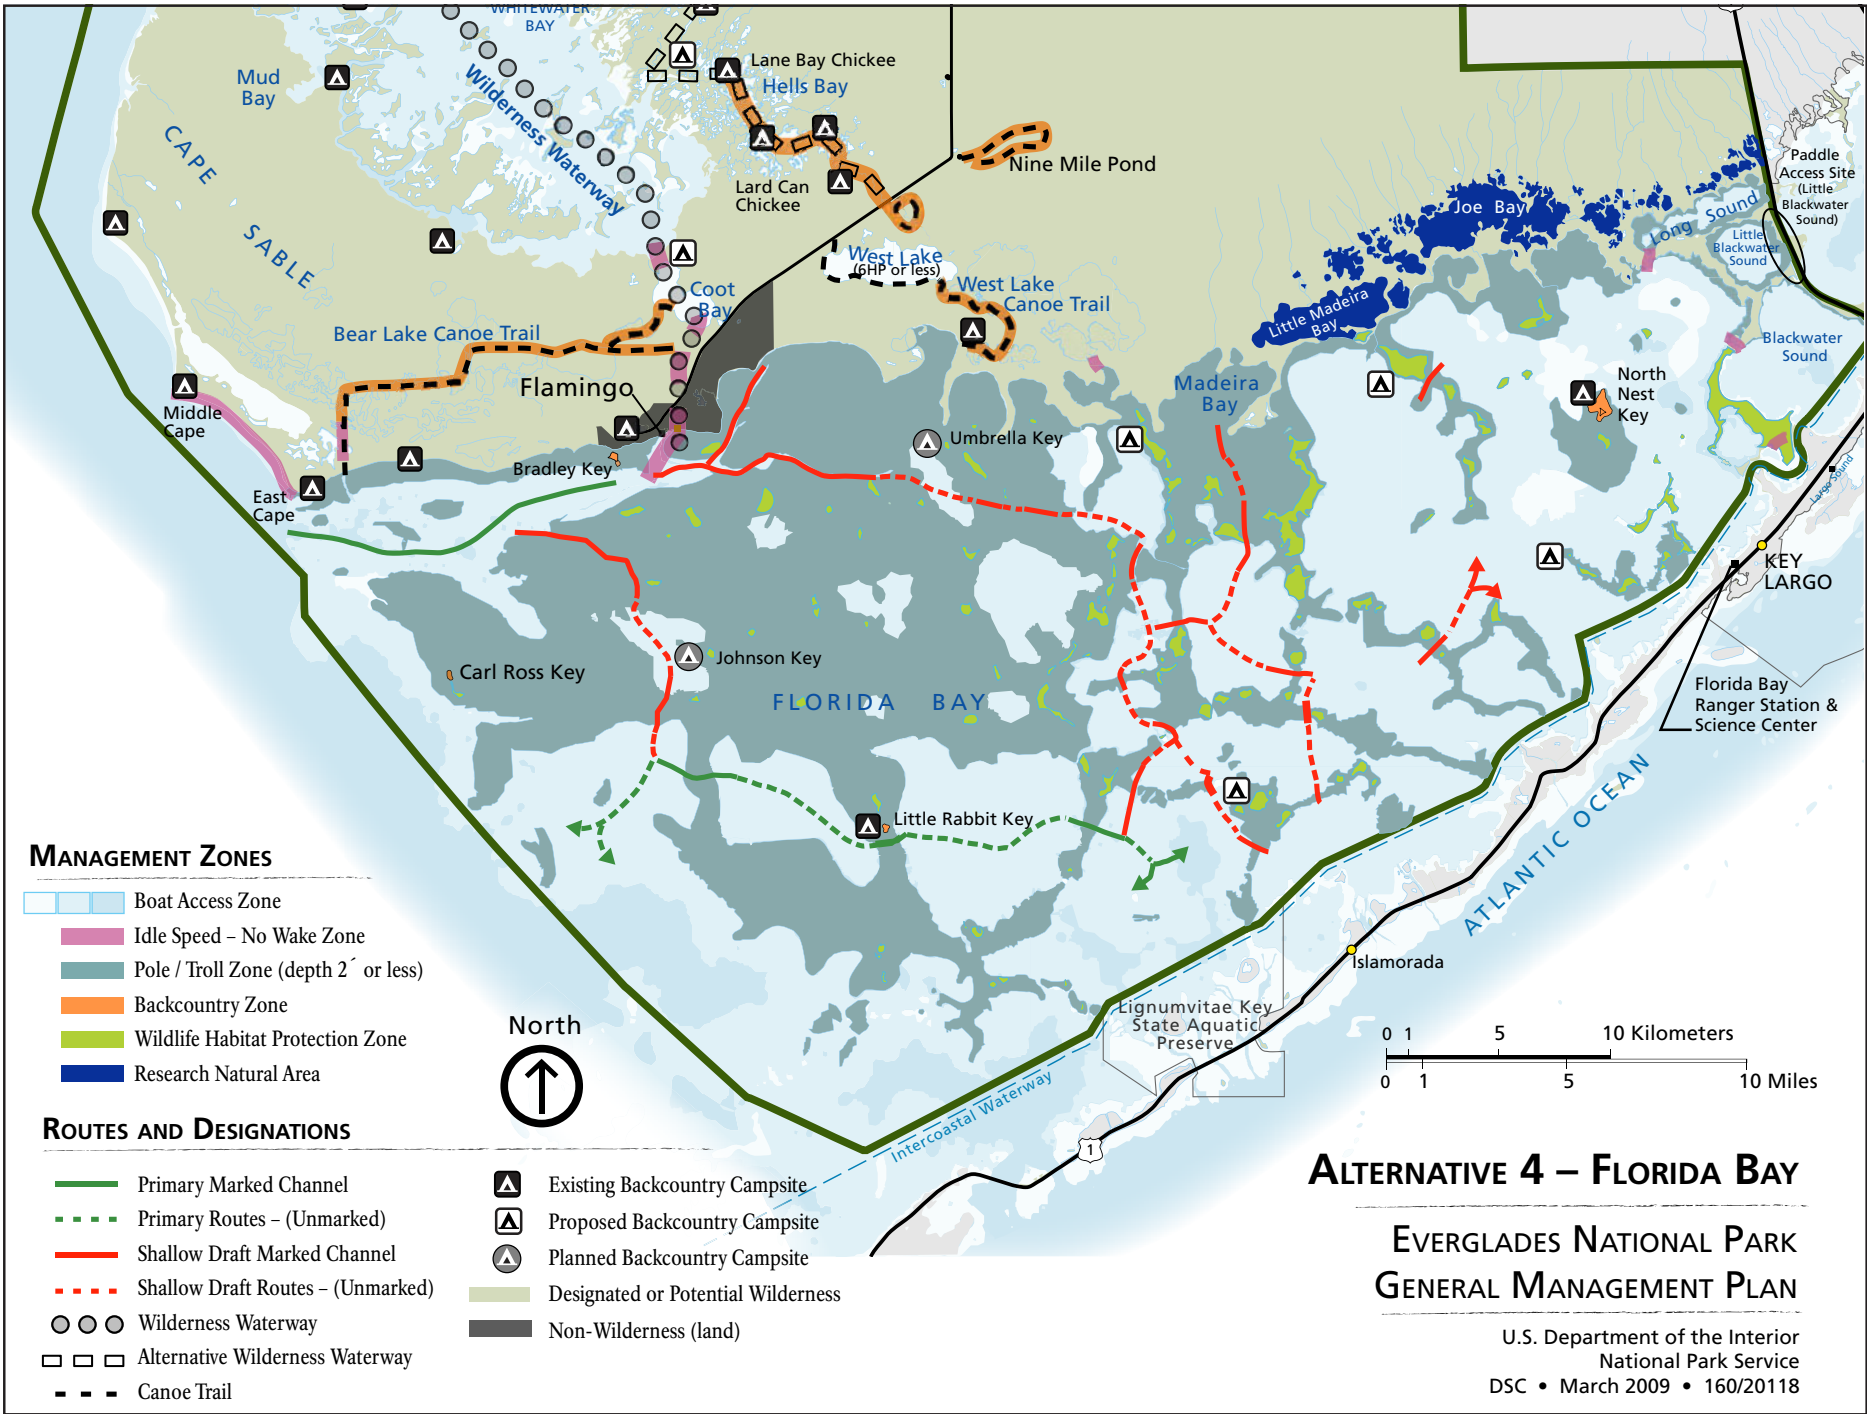 WHITEWATER
BAY
Mud
Bay
Wilderness Waterway
Lane Bay Chickee
Hells Bay
CAPE
SABLE
Lard Can
Chickee
Nine Mile Pond
Paddle
Access Site
(Little
Blackwater
Sound)
Joe Bay
Long Sound
Little
Blackwater
Sound
West Lake
(6HP or less)
West Lake
Canoe Trail
Coot
Bay
Bear Lake Canoe Trail
Little Madeira
Bay
Blackwater
Sound
Flamingo
Madeira
Bay
North
Nest
Key
Middle
Cape
Umbrella Key
Bradley Key
East
Cape
Largo Sound
KEY
LARGO
Johnson Key
Carl Ross Key
FLORIDA BAY
Florida Bay
Ranger Station &
Science Center
Little Rabbit Key
ATLANTIC OCEAN
Islamorada
Lignumvitae Key
State Aquatic
Preserve
Intercoastal Waterway
1
MANAGEMENT ZONES
Boat Access Zone
Idle Speed – No Wake Zone
Pole / Troll Zone (depth 2´ or less)
Backcountry Zone
Wildlife Habitat Protection Zone
Research Natural Area
North
0 1 5 10 Kilometers
0 1 5 10 Miles
ROUTES AND DESIGNATIONS
Primary Marked Channel
Primary Routes – (Unmarked)
Shallow Draft Marked Channel
Shallow Draft Routes – (Unmarked)
Wilderness Waterway
Alternative Wilderness Waterway
Canoe Trail
Existing Backcountry Campsite
Proposed Backcountry Campsite
Planned Backcountry Campsite
Designated or Potential Wilderness
Non-Wilderness (land)
ALTERNATIVE 4 – FLORIDA BAY
EVERGLADES NATIONAL PARK
GENERAL MANAGEMENT PLAN
U.S. Department of the Interior
National Park Service
DSC • March 2009 • 160/20118